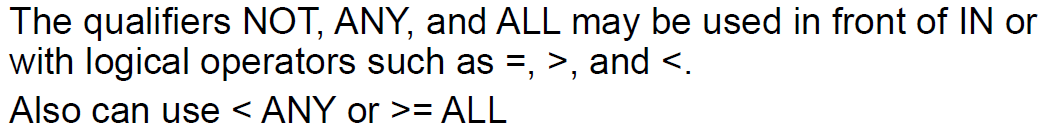 The qualifiers NOT, ANY, and ALL may be used in front of IN or
with logical operators such as =, >, and <.
Also can use < ANY or >= ALL